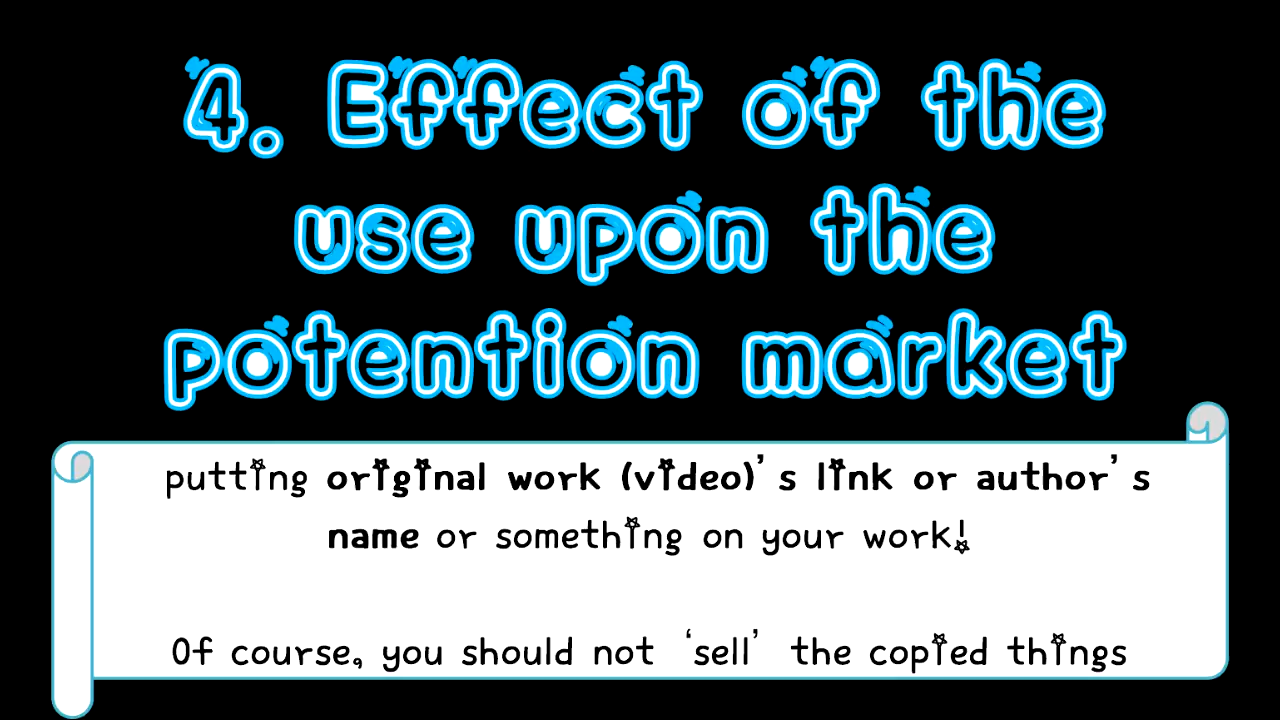 4. Effect of the
use upon the
potention market
putting original work (video)’s link or author’s
name or something on your work!
Of course, you should not ‘sell’ the copied things